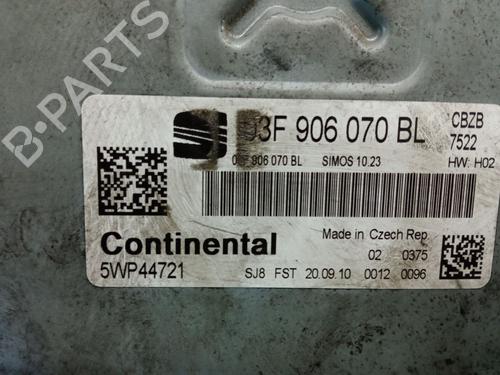 B-PARTS
03F 906 070 BL
CBZB
7522
03F 906 070 BL
SIMOS 10.23
HW: H02
Continental
5WP44721
Made in Czech Rep
02 0375
SJ8 FST 20.09.10 0012 0096